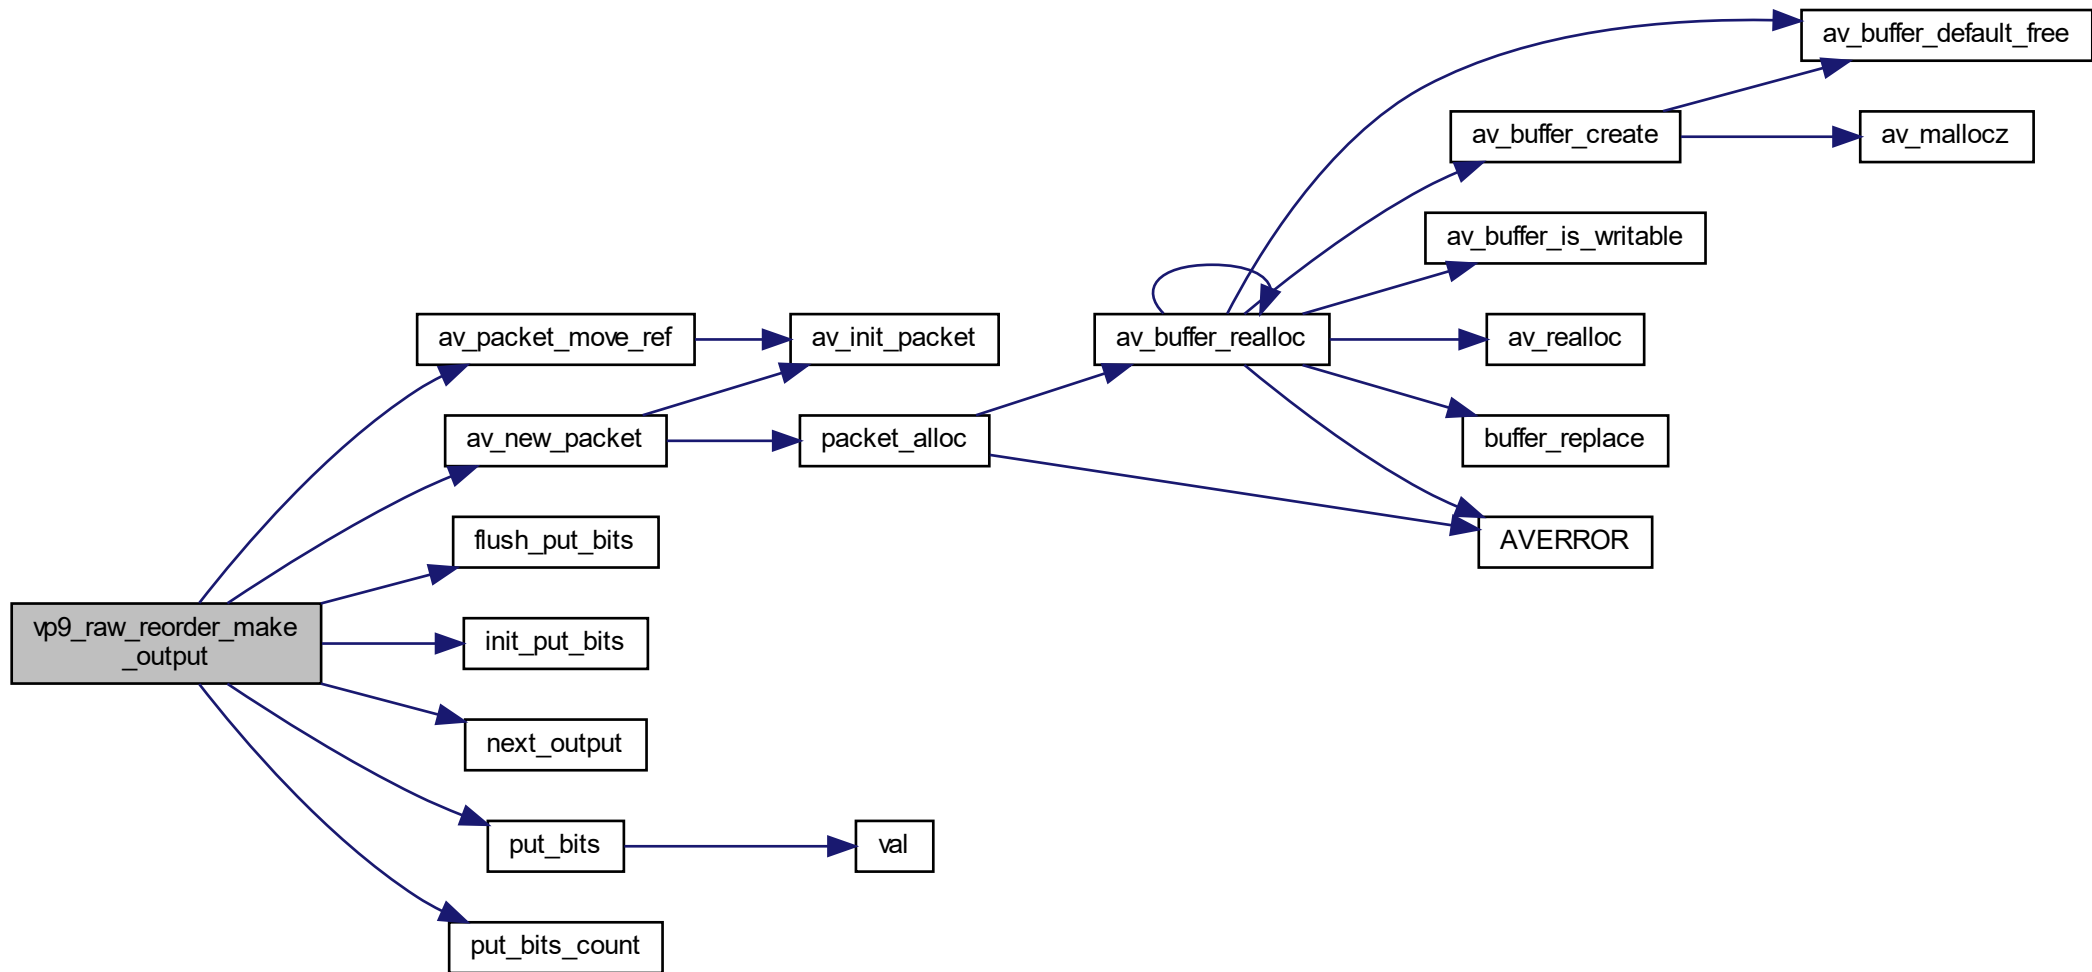 av_buffer_default_free
av_buffer_create
av_mallocz
av_buffer_is_writable
av_packet_move_ref
av_init_packet
av_buffer_realloc
av_realloc
av_new_packet
packet_alloc
buffer_replace
flush_put_bits
AVERROR
vp9_raw_reorder_make
_output
init_put_bits
next_output
put_bits
val
put_bits_count